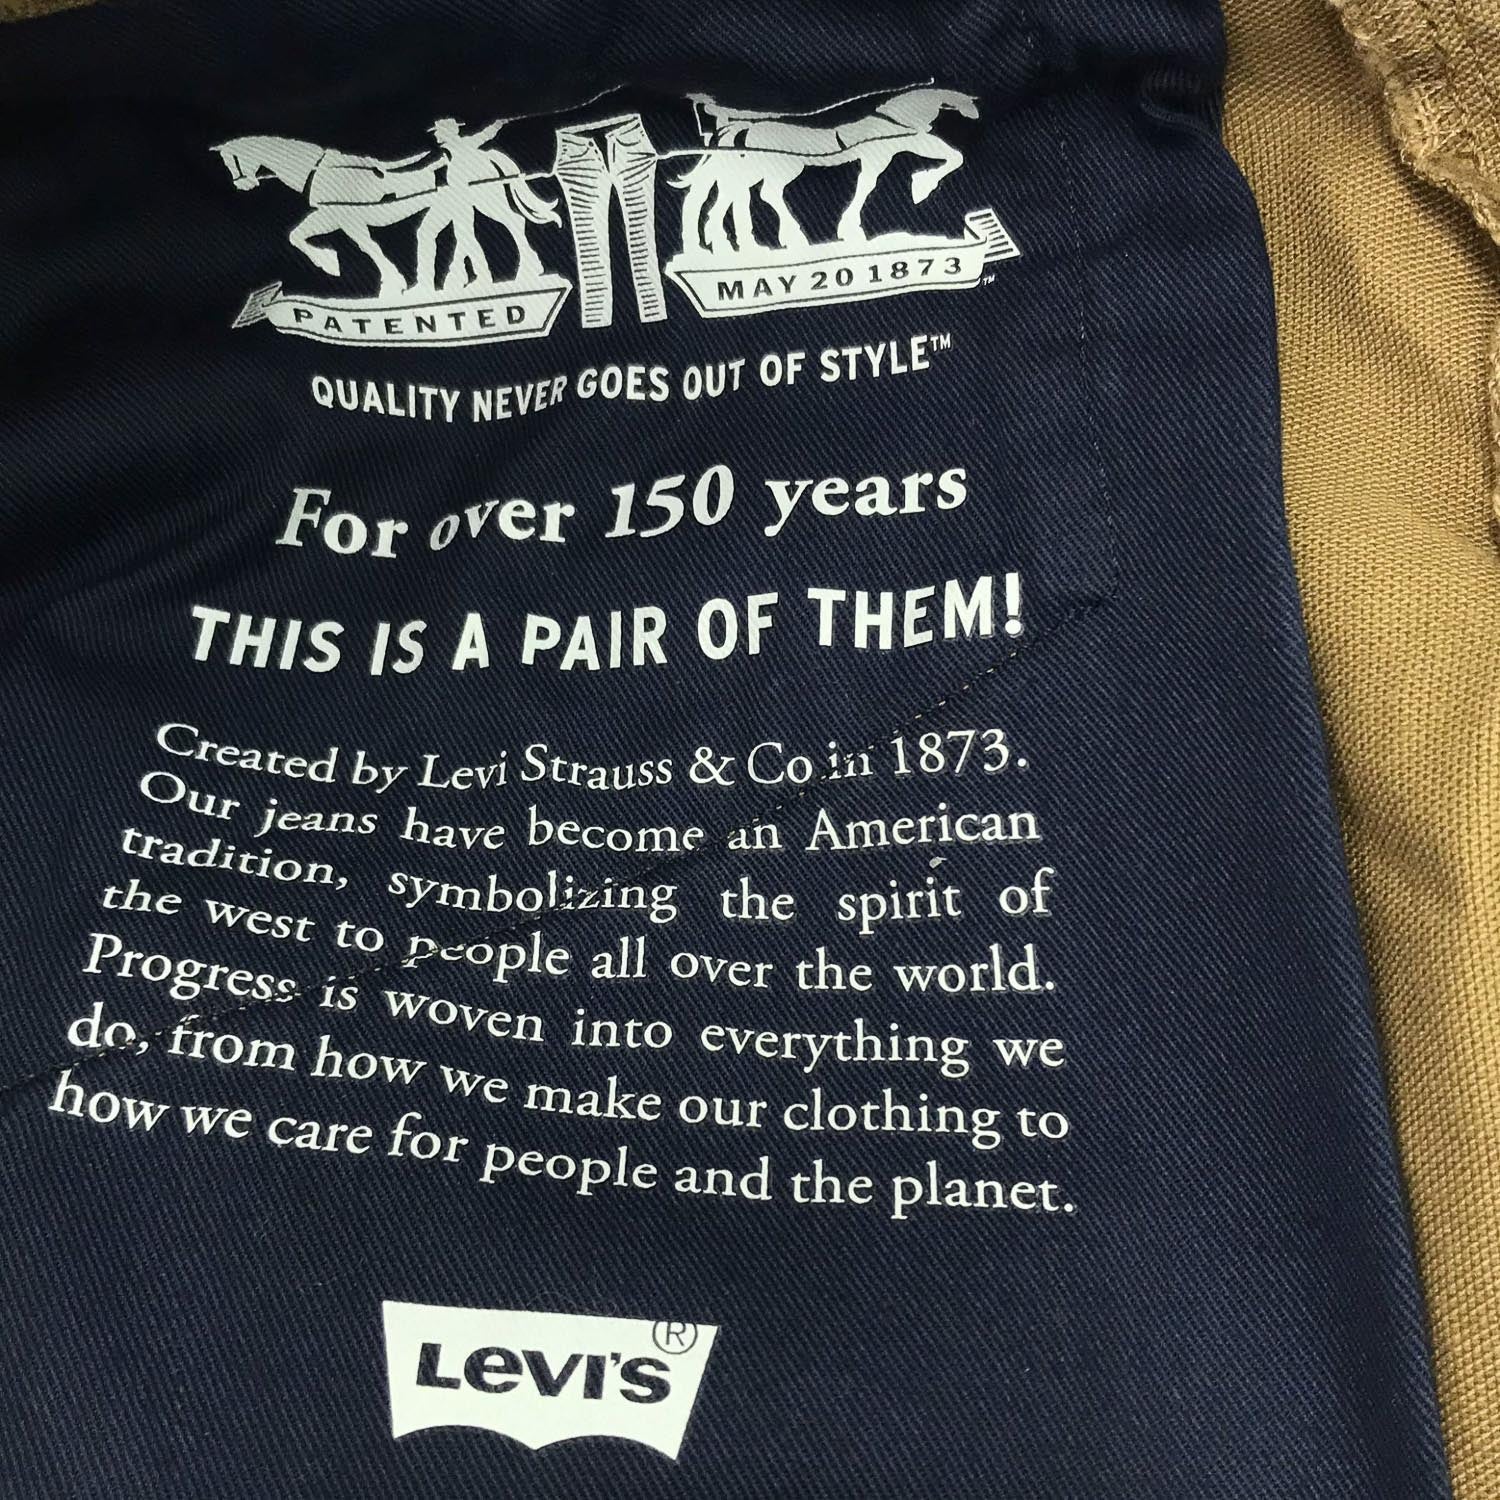 PATENTED MAY 20 1873™
QUALITY NEVER GOES OUT OF STYLE™
For over 150 years
THIS IS A PAIR OF THEM!
Created by Levi Strauss & Co in 1873.
Our jeans have become an American
tradition, symbolizing the spirit of
the west to people all over the world.
Progress is woven into everything we
do, from how we make our clothing to
how we care for people and the planet.
LEVI'S®